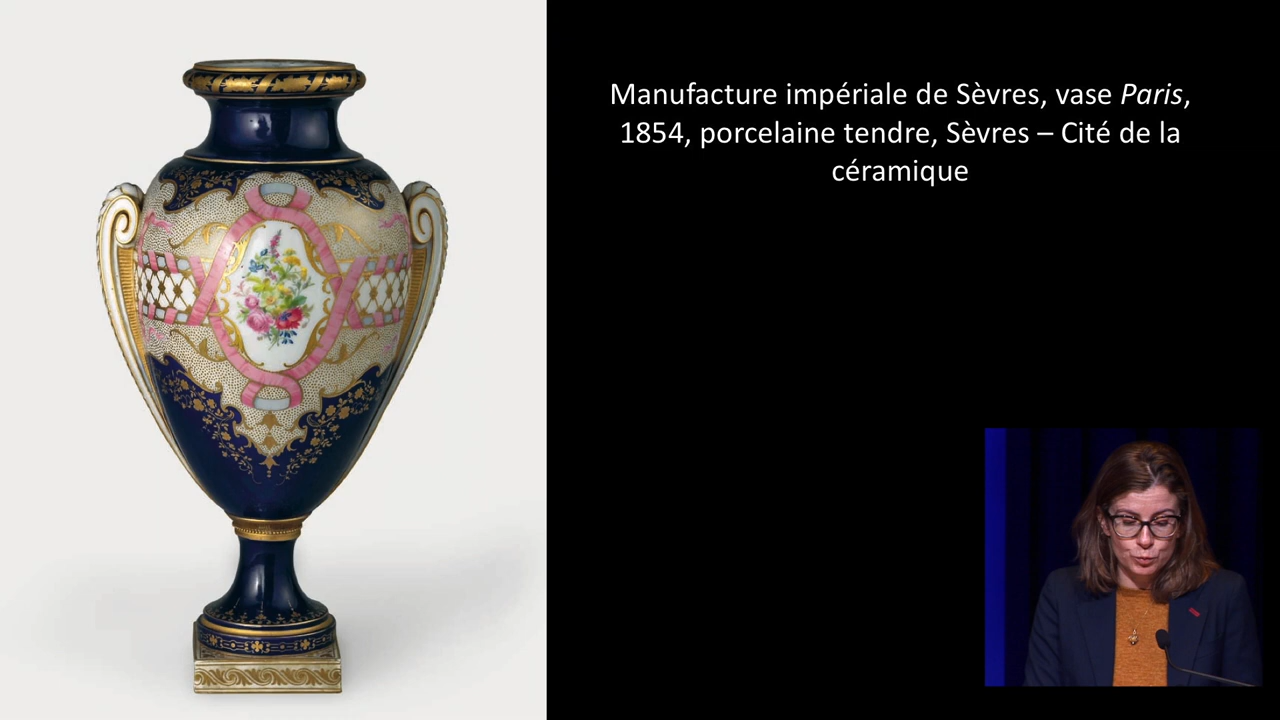 Manufacture impériale de Sèvres, vase Paris,
1854, porcelaine tendre, Sèvres – Cité de la
céramique